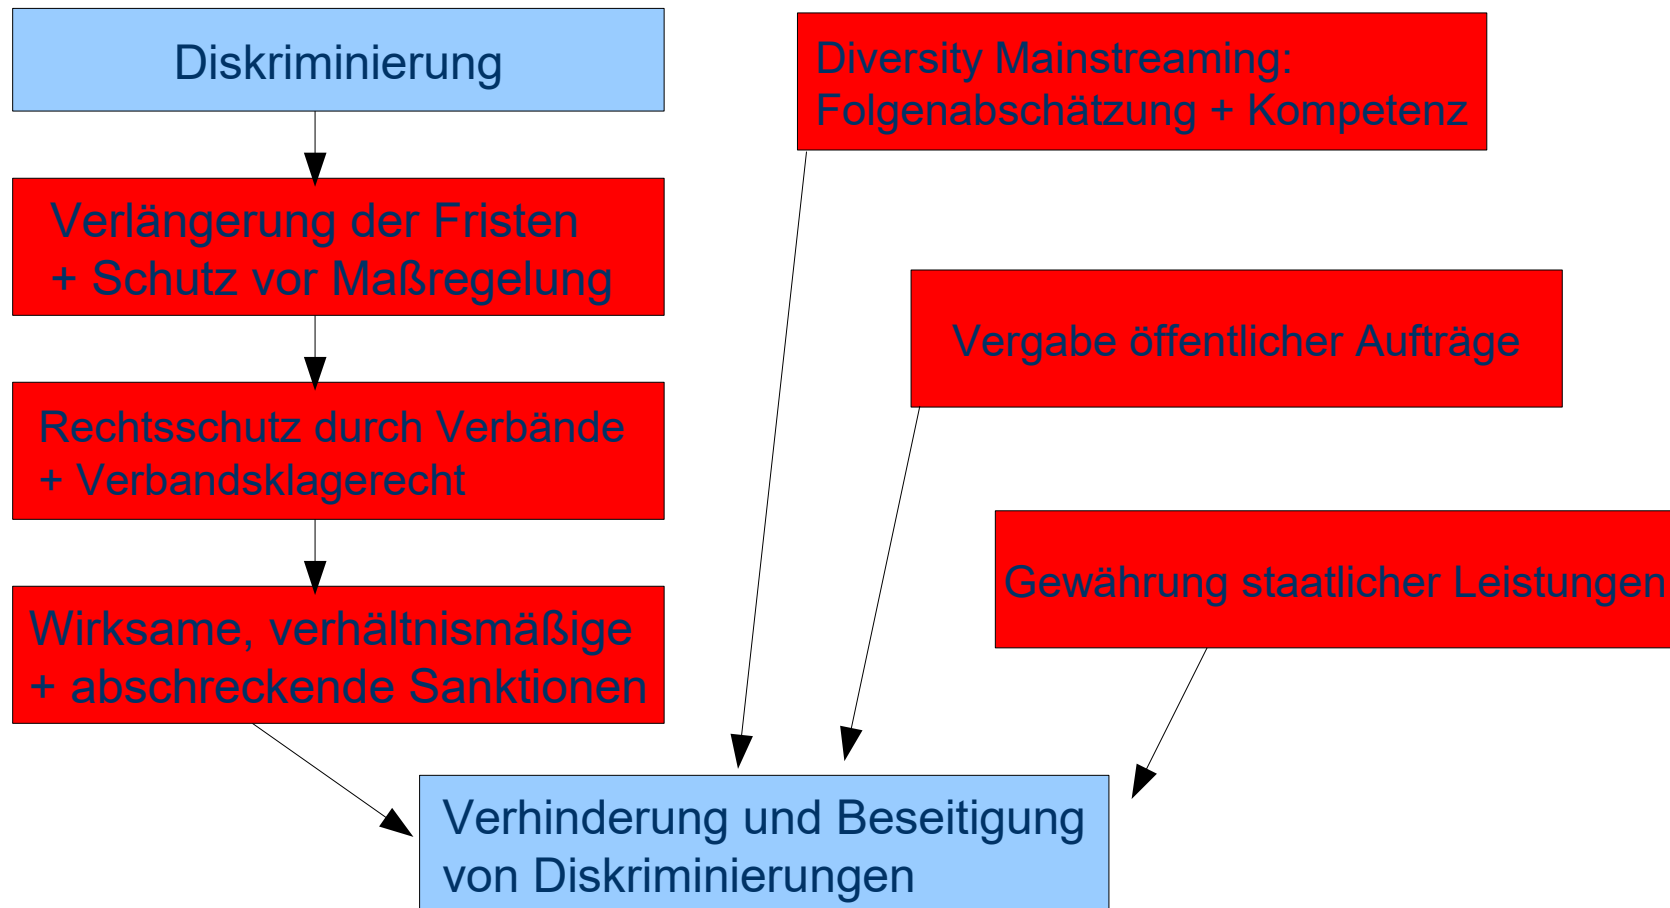 Diskriminierung
Verlängerung der Fristen
+ Schutz vor Maßregelung
Rechtsschutz durch Verbände
+ Verbandsklagerecht
Wirksame, verhältnismäßige
+ abschreckende Sanktionen
Diversity Mainstreaming:
Folgenabschätzung + Kompetenz
Vergabe öffentlicher Aufträge
Gewährung staatlicher Leistungen
Verhinderung und Beseitigung
von Diskriminierungen